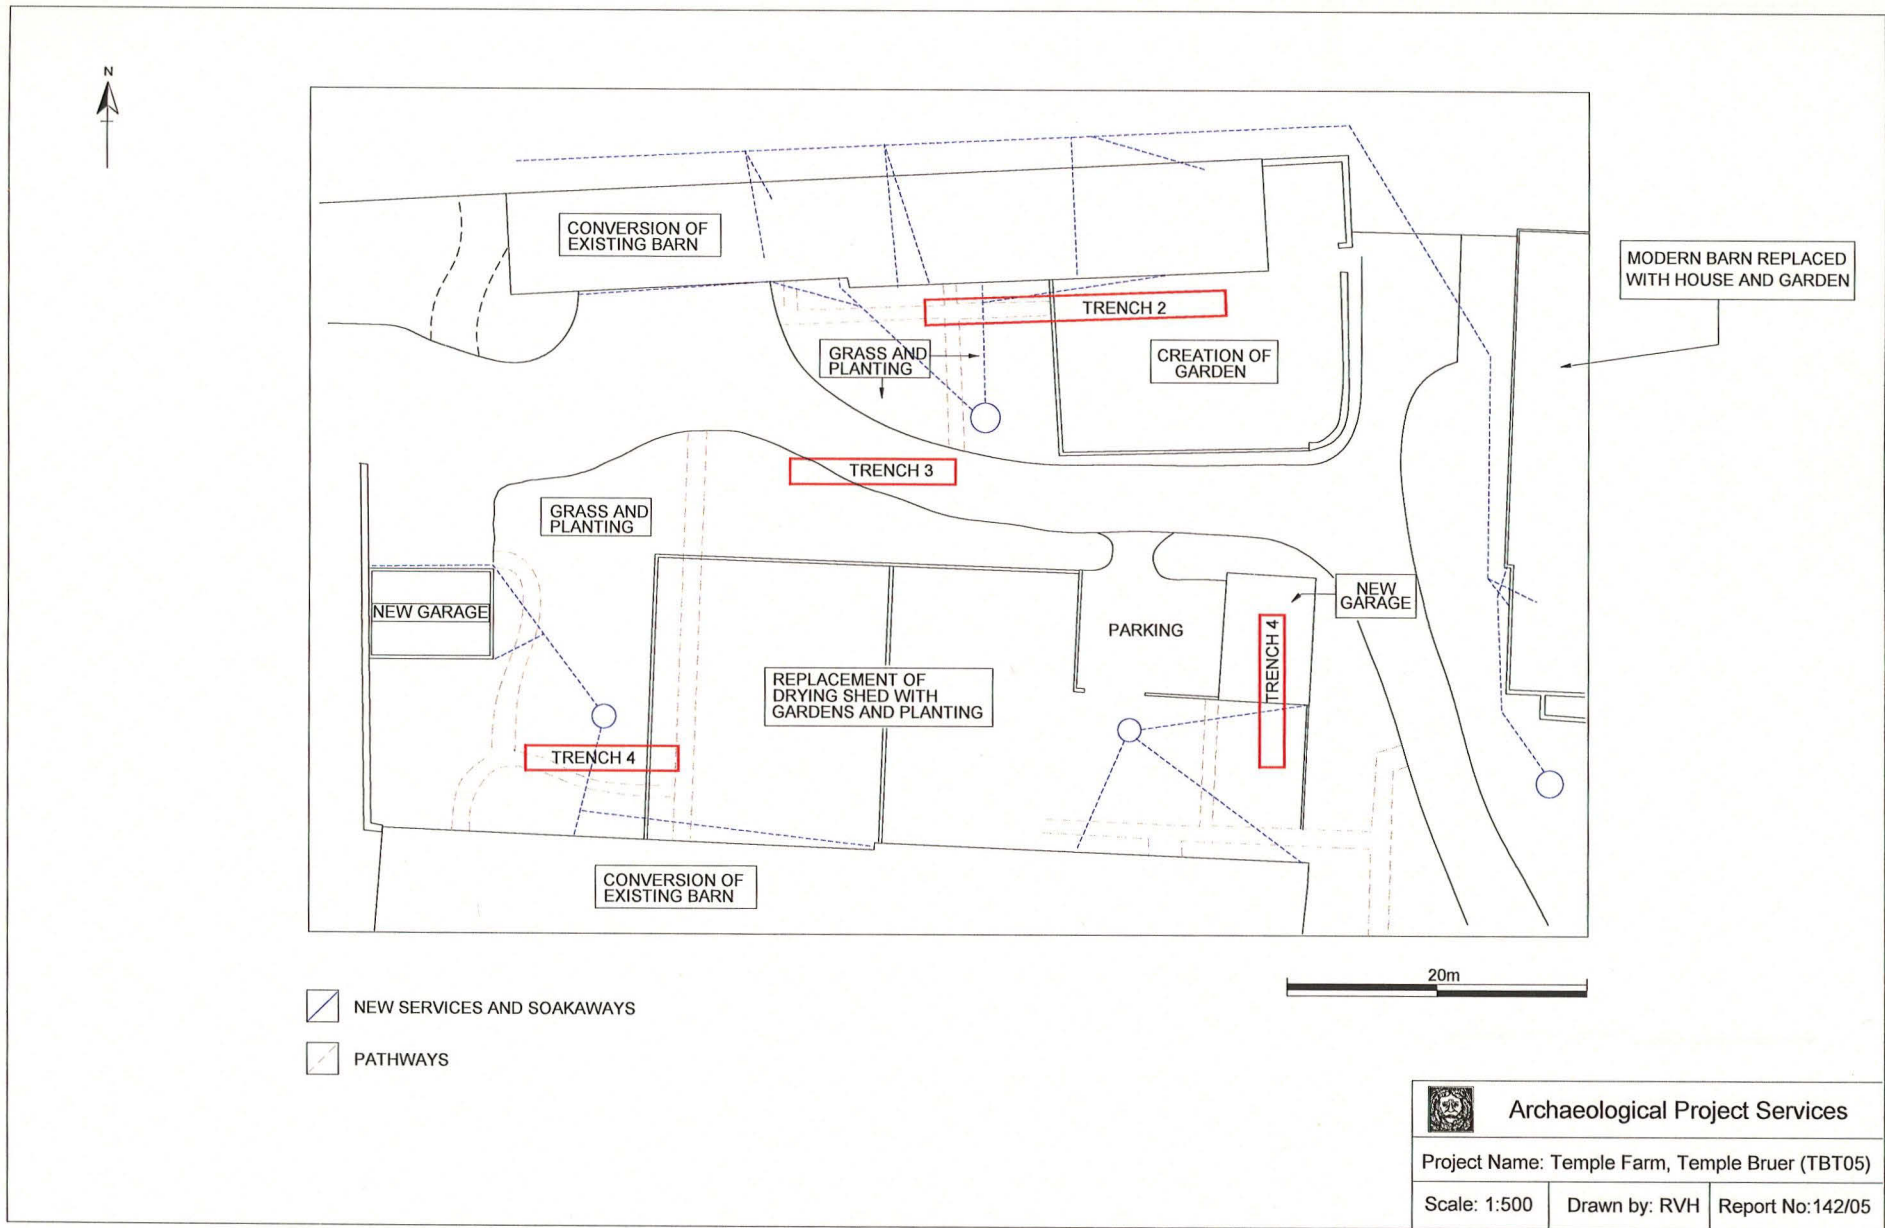 N
CONVERSION OF
EXISTING BARN
MODERN BARN REPLACED
WITH HOUSE AND GARDEN
TRENCH 2
GRASS AND
PLANTING
CREATION OF
GARDEN
TRENCH 3
GRASS AND
PLANTING
NEW GARAGE
NEW
GARAGE
PARKING
TRENCH 4
REPLACEMENT OF
DRYING SHED WITH
GARDENS AND PLANTING
TRENCH 4
CONVERSION OF
EXISTING BARN
20m
NEW SERVICES AND SOAKAWAYS
PATHWAYS
Archaeological Project Services
Project Name: Temple Farm, Temple Bruer (TBT05)
Scale: 1:500
Drawn by: RVH
Report No:142/05